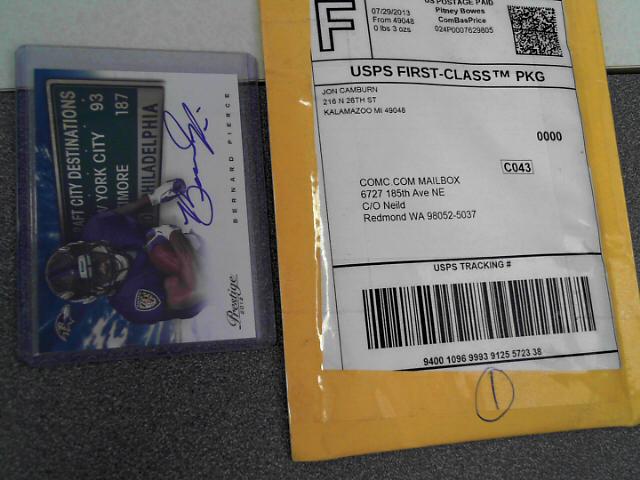 AFT CITY DESTINATIONS
YORK CITY 93
MORE 187
PHILADELPHIA
BERNARD PIERCE
Prestige
2012
F
US POSTAGE PAID
07/29/2013 Pitney Bowes
From 49048 ComBasPrice
0 lbs 3 ozs 024P0007629805
USPS FIRST-CLASS™ PKG
JON CAMBURN
216 N 26TH ST
KALAMAZOO MI 49048
0000
C043
COMC.COM MAILBOX
6727 185th Ave NE
C/O Neild
Redmond WA 98052-5037
USPS TRACKING #
9400 1096 9993 9125 5723 38
1